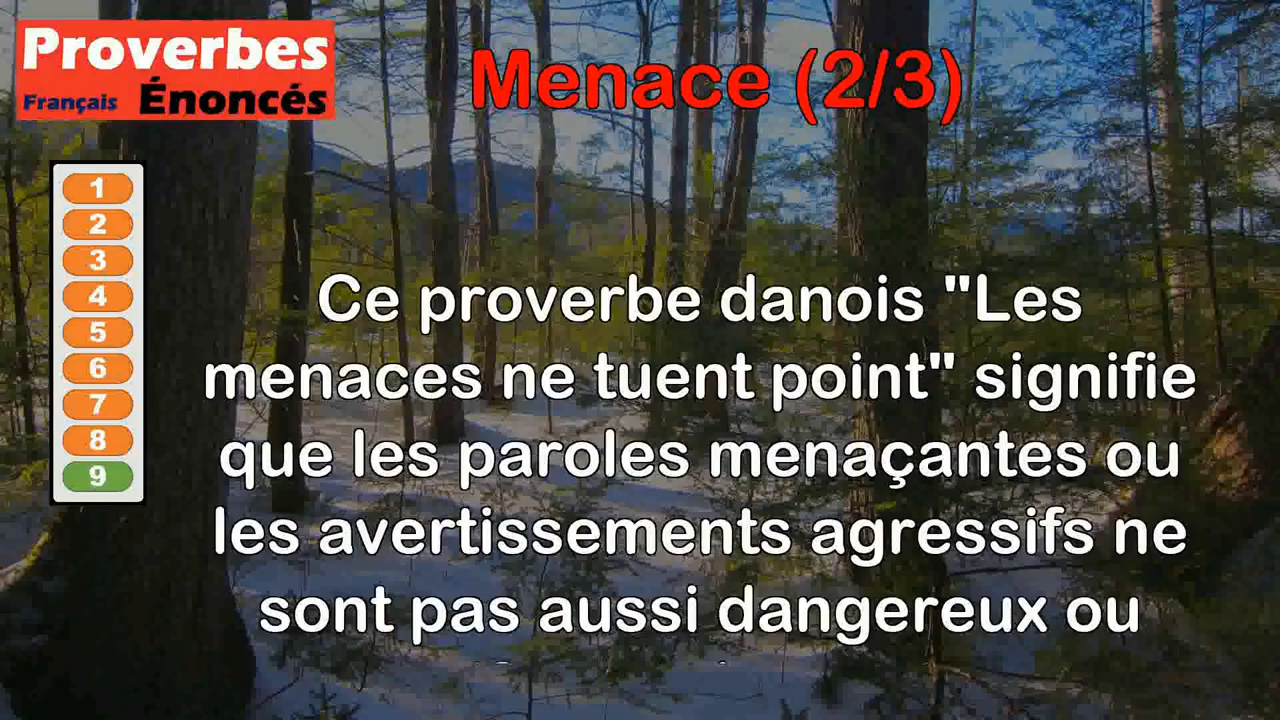 Proverbes
Français Énoncés
Menace (2/3)
1
2
3
4
5
6
7
8
9
Ce proverbe danois "Les
menaces ne tuent point" signifie
que les paroles menaçantes ou
les avertissements agressifs ne
sont pas aussi dangereux ou